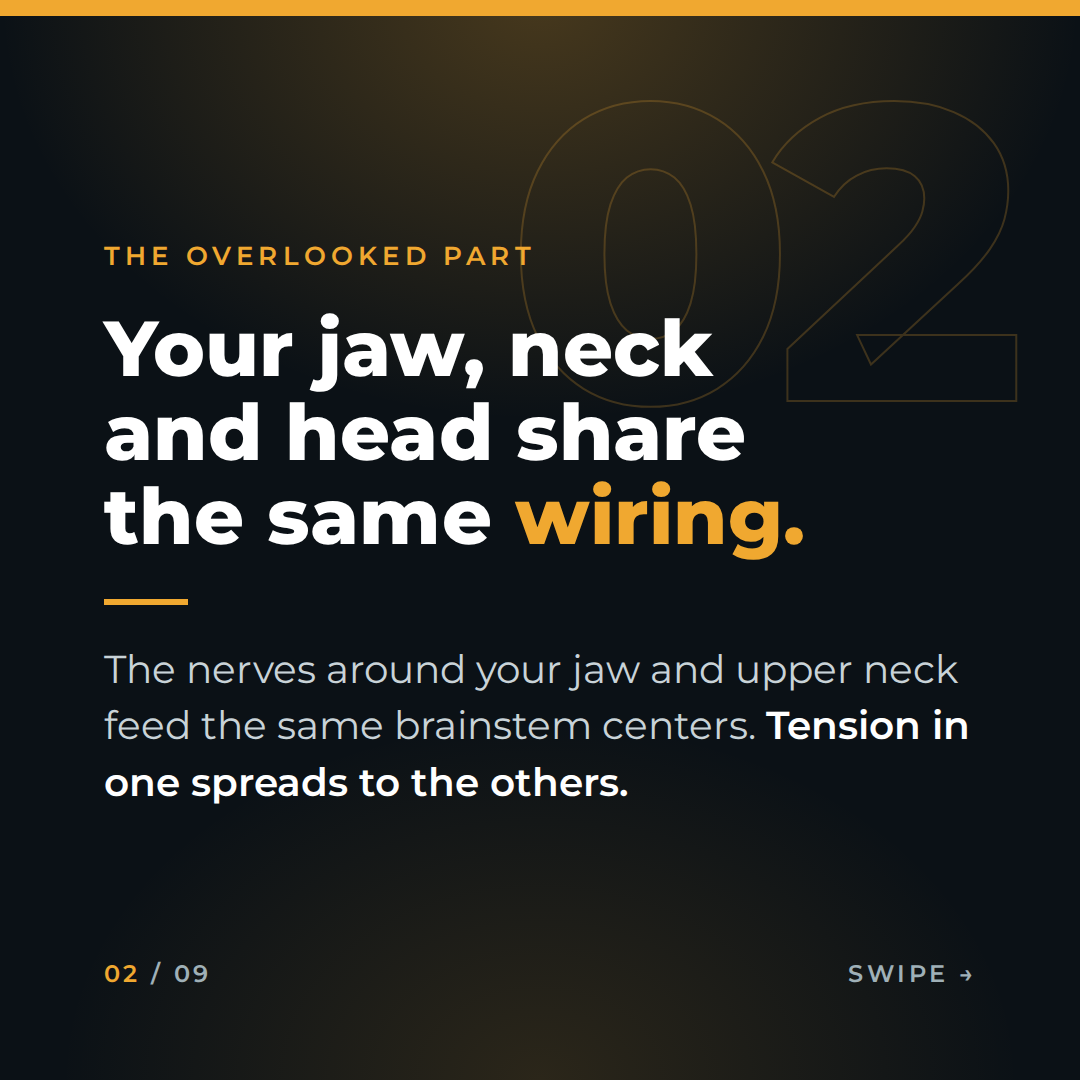 02
THE OVERLOOKED PART
Your jaw, neck
and head share
the same wiring.
The nerves around your jaw and upper neck
feed the same brainstem centers. Tension in
one spreads to the others.
02 / 09
SWIPE →